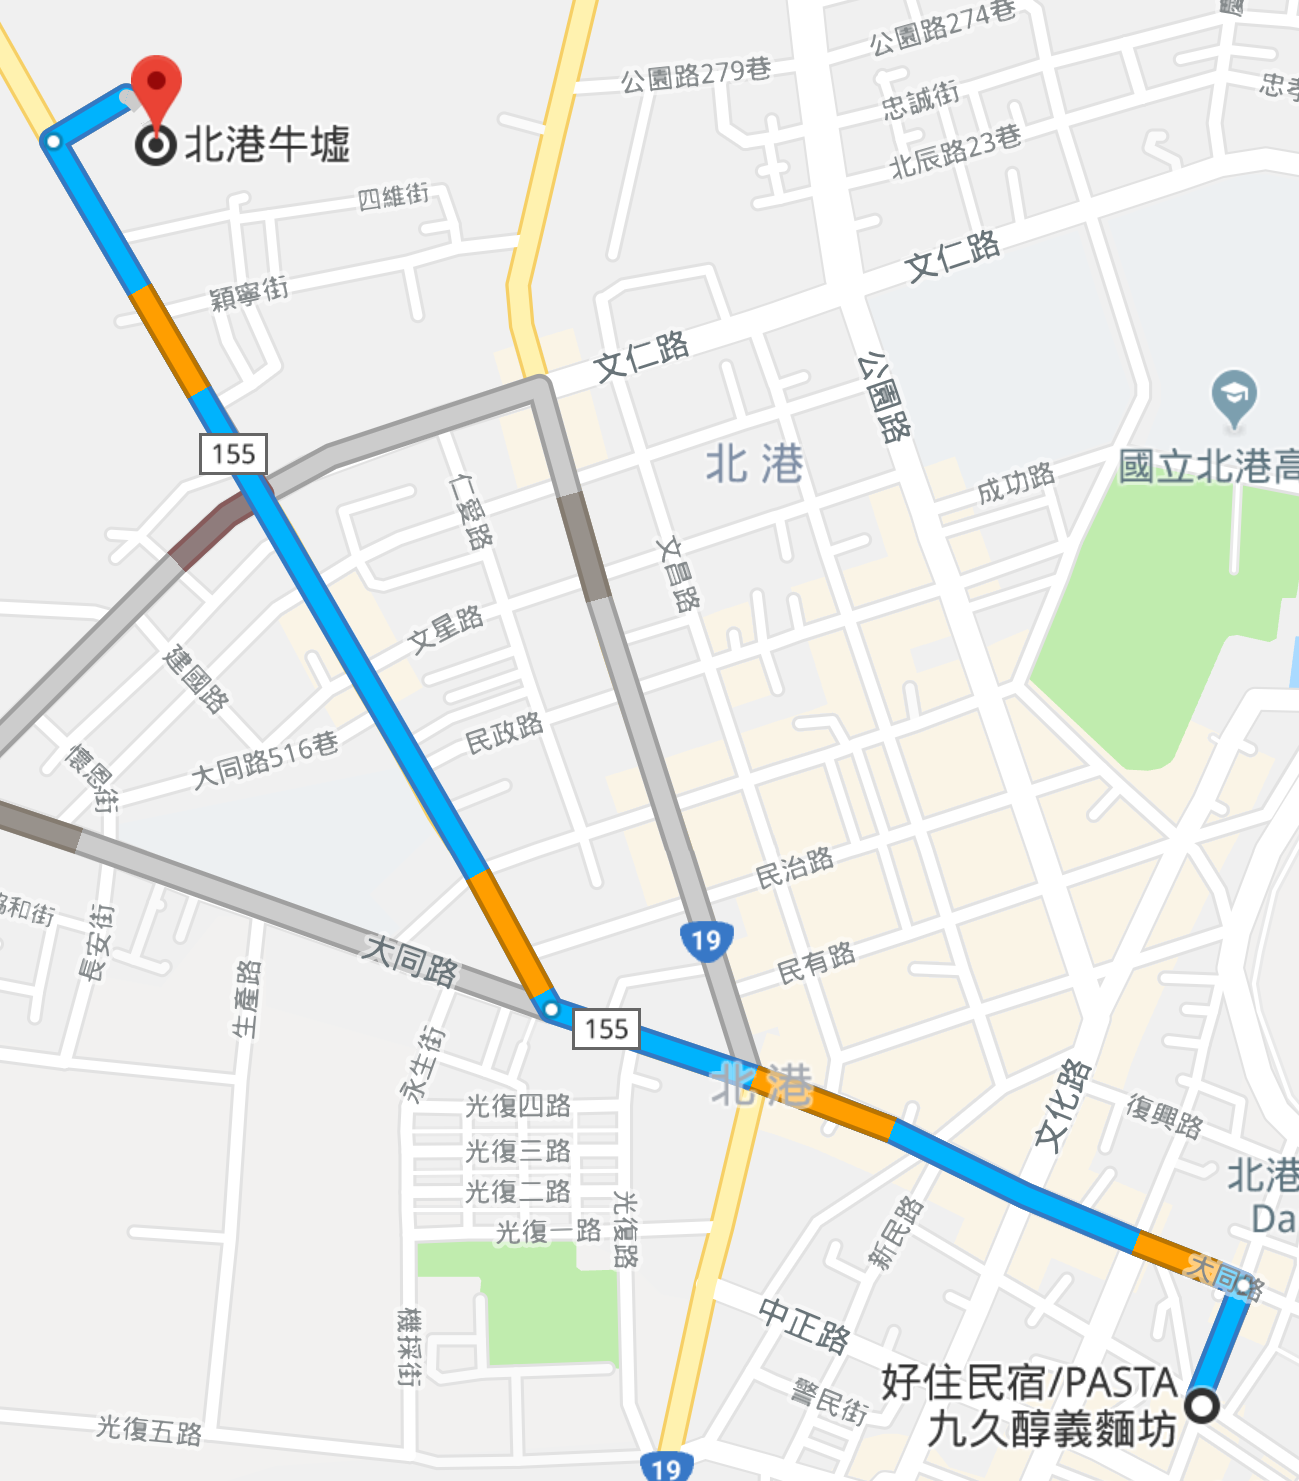 公園路274巷
公園路279巷
忠誠街
北辰路23巷
北港牛墟
四維街
文仁路
穎寧街
文仁路
公園路
155
北港
國立北港高
成功路
仁愛路
文昌路
文星路
建國路
民政路
大同路516巷
懷恩街
民治路
19
民有路
協和街
長安街
大同路
生產路
155
永生街
北港
文化路
光復四路
復興路
光復三路
北港
光復二路
Da
光復一路
光復路
新民路
大同路
中正路
機採街
好住民宿/PASTA
九久醇義麵坊
警民街
光復五路
19